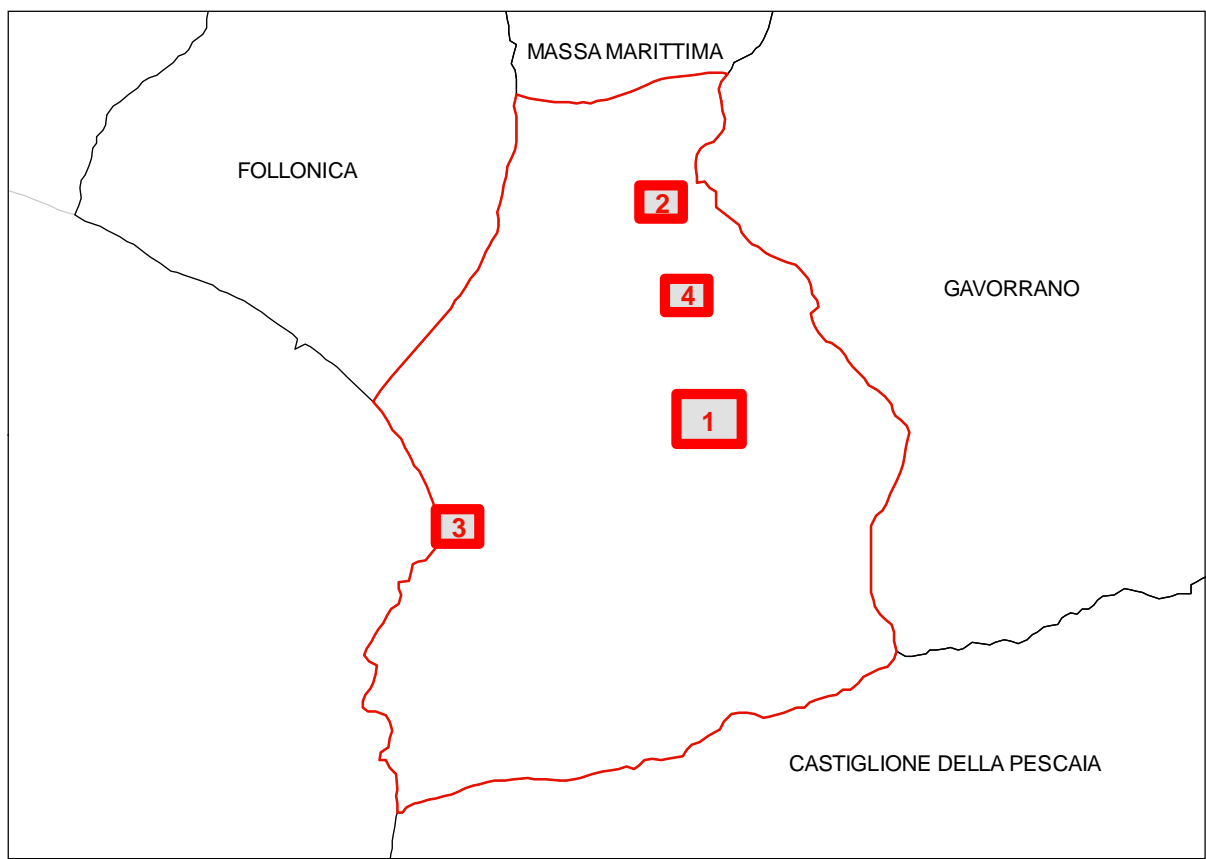 MASSA MARITTIMA
FOLLONICA
2
GAVORRANO
4
1
3
CASTIGLIONE DELLA PESCAIA